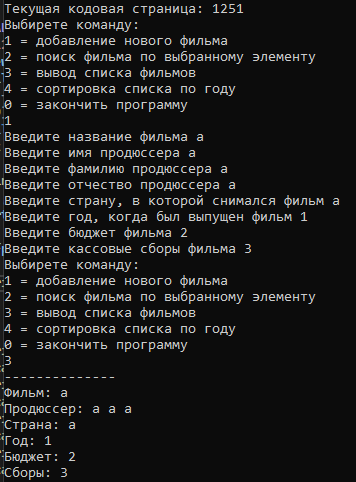 Текущая кодовая страница: 1251
Выбирете команду:
1 = добавление нового фильма
2 = поиск фильма по выбранному элементу
3 = вывод списка фильмов
4 = сортировка списка по году
0 = закончить программу
1
Введите название фильма а
Введите имя продюссера а
Введите фамилию продюссера а
Введите отчество продюссера а
Введите страну, в которой снимался фильм а
Введите год, когда был выпущен фильм 1
Введите бюджет фильма 2
Введите кассовые сборы фильма 3
Выбирете команду:
1 = добавление нового фильма
2 = поиск фильма по выбранному элементу
3 = вывод списка фильмов
4 = сортировка списка по году
0 = закончить программу
3
--------------
Фильм: а
Продюссер: а а а
Страна: а
Год: 1
Бюджет: 2
Сборы: 3